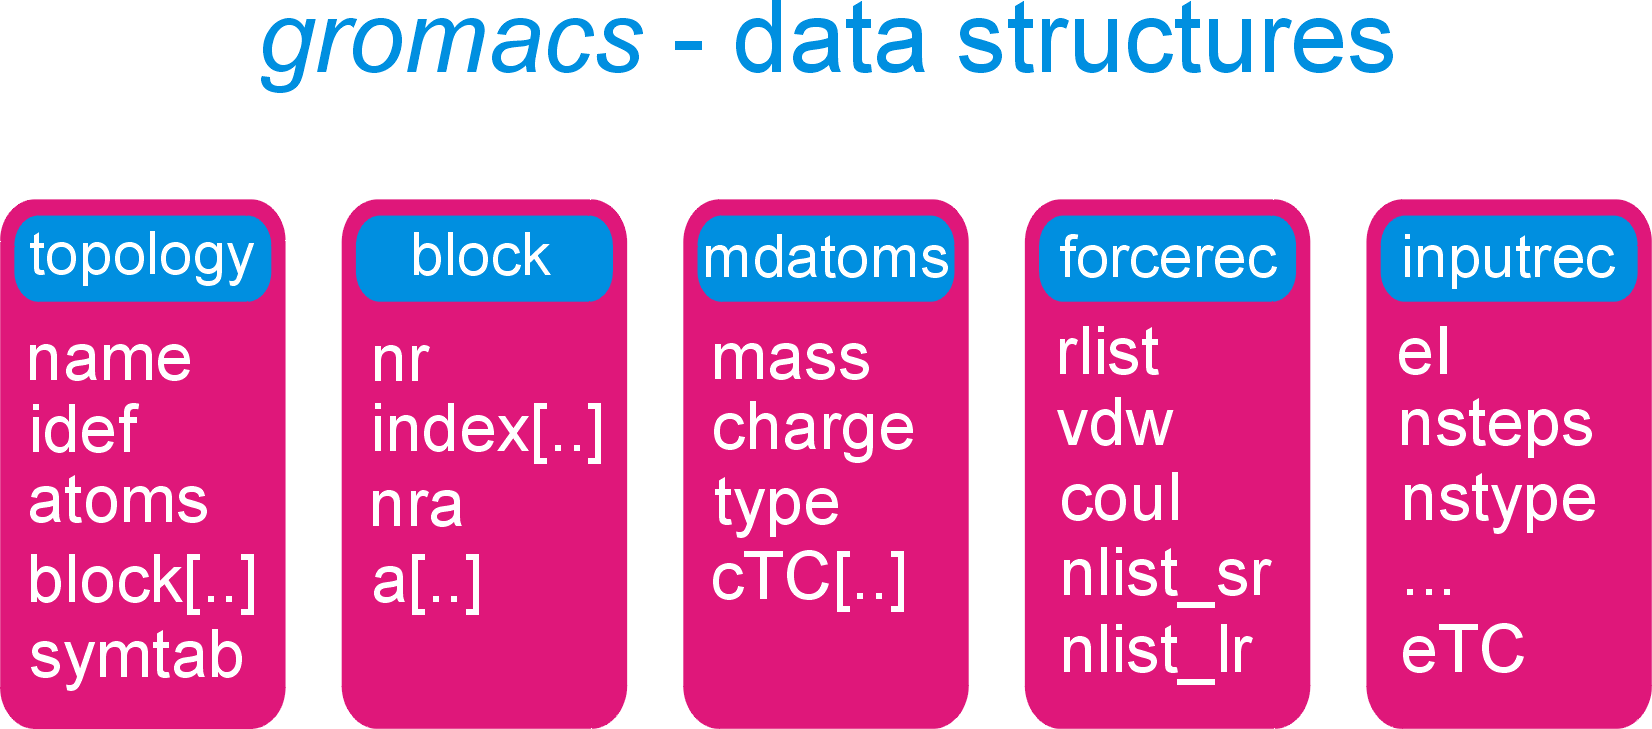 gromacs - data structures
topology
name
idef
atoms
block[..]
symtab
block
nr
index[..]
nra
a[..]
mdatoms
mass
charge
type
cTC[..]
forcerec
rlist
vdw
coul
nlist_sr
nlist_lr
inputrec
eI
nsteps
nstype
...
eTC